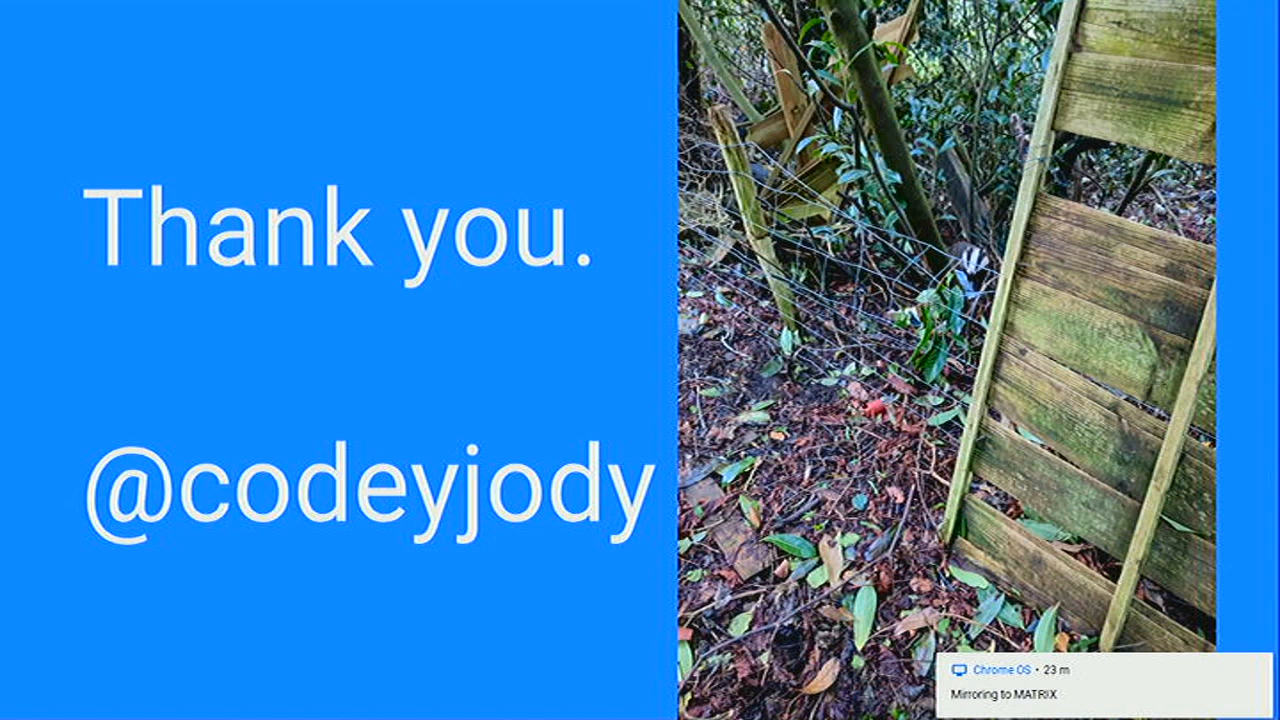 Thank you.
@codeyjody
Chrome OS • 23 m
Mirroring to MATRIX